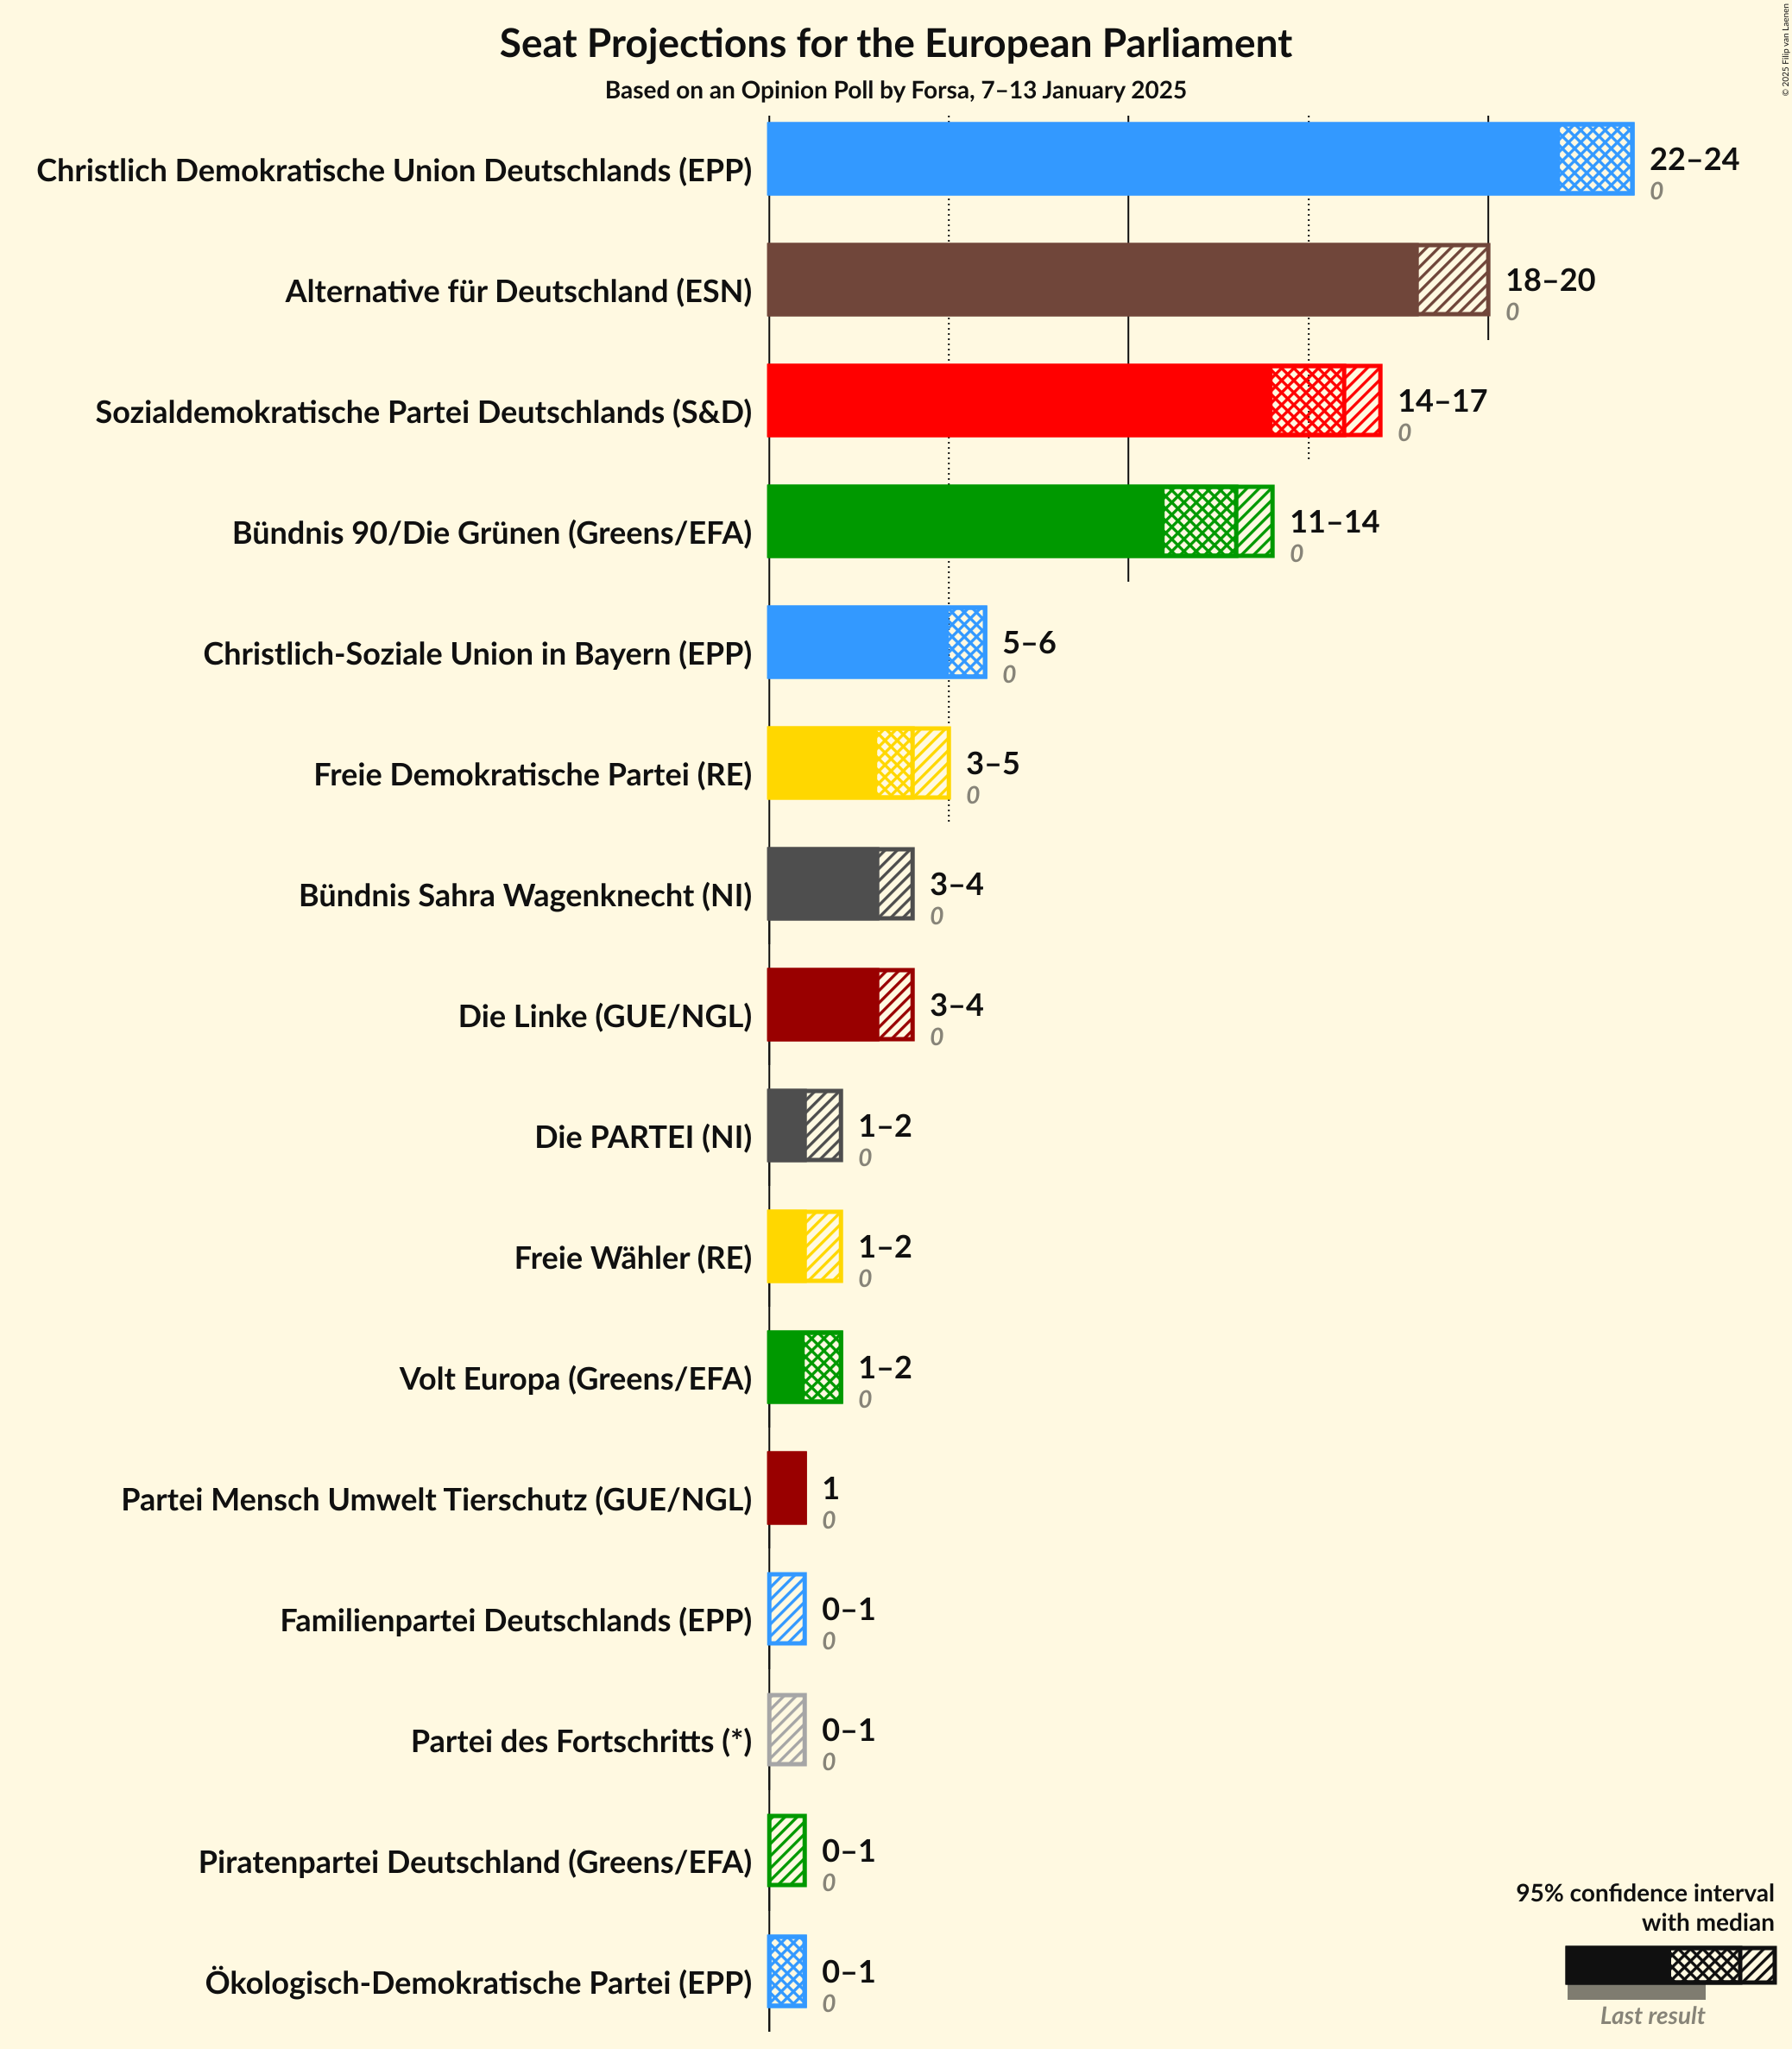 Seat Projections for the European Parliament
Based on an Opinion Poll by Forsa, 7–13 January 2025
© 2025 Filip van Laenen
Christlich Demokratische Union Deutschlands (EPP)
22–24
0
Alternative für Deutschland (ESN)
18–20
0
Sozialdemokratische Partei Deutschlands (S&D)
14–17
0
Bündnis 90/Die Grünen (Greens/EFA)
11–14
0
Christlich-Soziale Union in Bayern (EPP)
5–6
0
Freie Demokratische Partei (RE)
3–5
0
Bündnis Sahra Wagenknecht (NI)
3–4
0
Die Linke (GUE/NGL)
3–4
0
Die PARTEI (NI)
1–2
0
Freie Wähler (RE)
1–2
0
Volt Europa (Greens/EFA)
1–2
0
Partei Mensch Umwelt Tierschutz (GUE/NGL)
1
0
Familienpartei Deutschlands (EPP)
0–1
0
Partei des Fortschritts (*)
0–1
0
Piratenpartei Deutschland (Greens/EFA)
0–1
0
Ökologisch-Demokratische Partei (EPP)
0–1
0
95% confidence interval
with median
Last result